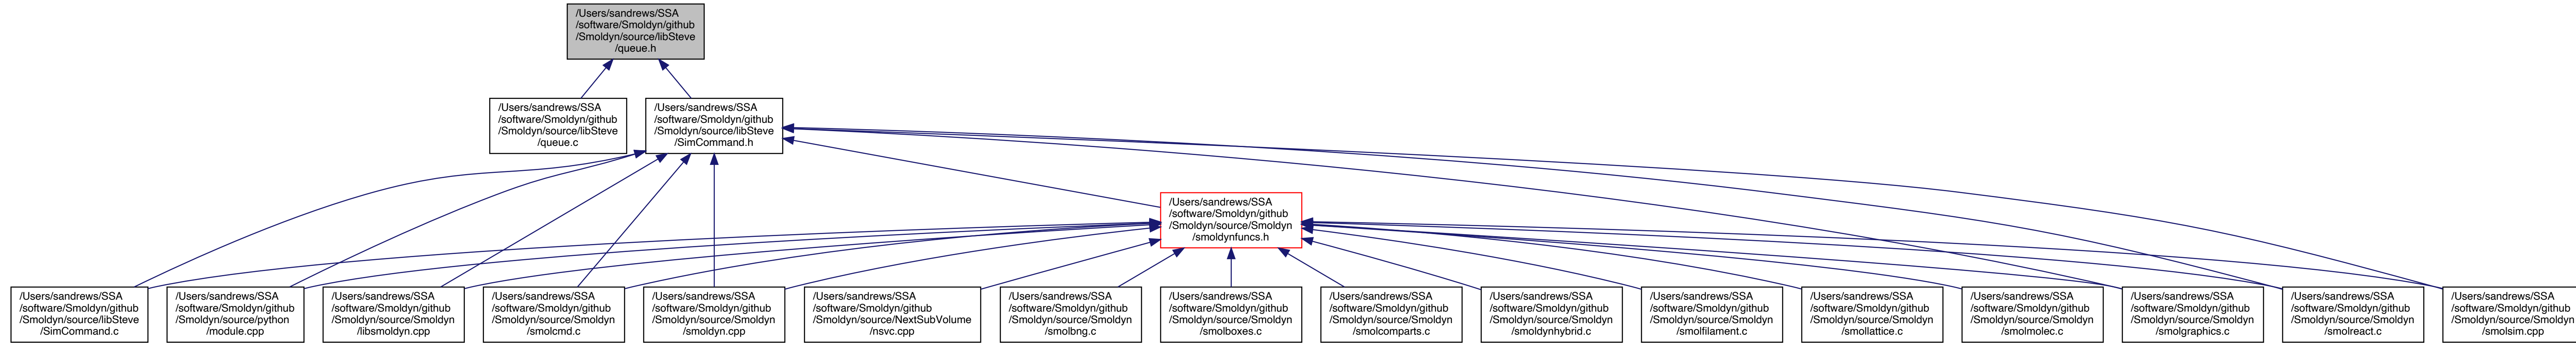 /Users/sandrews/SSA
/software/Smoldyn/github
/Smoldyn/source/libSteve
/queue.h
/Users/sandrews/SSA
/software/Smoldyn/github
/Smoldyn/source/libSteve
/queue.c
/Users/sandrews/SSA
/software/Smoldyn/github
/Smoldyn/source/libSteve
/SimCommand.h
/Users/sandrews/SSA
/software/Smoldyn/github
/Smoldyn/source/Smoldyn
/smoldynfuncs.h
/Users/sandrews/SSA
/software/Smoldyn/github
/Smoldyn/source/libSteve
/SimCommand.c
/Users/sandrews/SSA
/software/Smoldyn/github
/Smoldyn/source/python
/module.cpp
/Users/sandrews/SSA
/software/Smoldyn/github
/Smoldyn/source/Smoldyn
/libsmoldyn.cpp
/Users/sandrews/SSA
/software/Smoldyn/github
/Smoldyn/source/Smoldyn
/smolcmd.c
/Users/sandrews/SSA
/software/Smoldyn/github
/Smoldyn/source/Smoldyn
/smoldyn.cpp
/Users/sandrews/SSA
/software/Smoldyn/github
/Smoldyn/source/NextSubVolume
/nsvc.cpp
/Users/sandrews/SSA
/software/Smoldyn/github
/Smoldyn/source/Smoldyn
/smolbng.c
/Users/sandrews/SSA
/software/Smoldyn/github
/Smoldyn/source/Smoldyn
/smolboxes.c
/Users/sandrews/SSA
/software/Smoldyn/github
/Smoldyn/source/Smoldyn
/smolcomparts.c
/Users/sandrews/SSA
/software/Smoldyn/github
/Smoldyn/source/Smoldyn
/smoldynhybrid.c
/Users/sandrews/SSA
/software/Smoldyn/github
/Smoldyn/source/Smoldyn
/smolfilament.c
/Users/sandrews/SSA
/software/Smoldyn/github
/Smoldyn/source/Smoldyn
/smollattice.c
/Users/sandrews/SSA
/software/Smoldyn/github
/Smoldyn/source/Smoldyn
/smolmolec.c
/Users/sandrews/SSA
/software/Smoldyn/github
/Smoldyn/source/Smoldyn
/smolgraphics.c
/Users/sandrews/SSA
/software/Smoldyn/github
/Smoldyn/source/Smoldyn
/smolreact.c
/Users/sandrews/SSA
/software/Smoldyn/github
/Smoldyn/source/Smoldyn
/smolsim.cpp